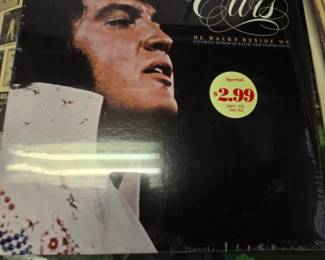 Elvis
HE WALKS BESIDE ME
FAVORITE SONGS OF FAITH AND INSPIRATION
Special
$2.99